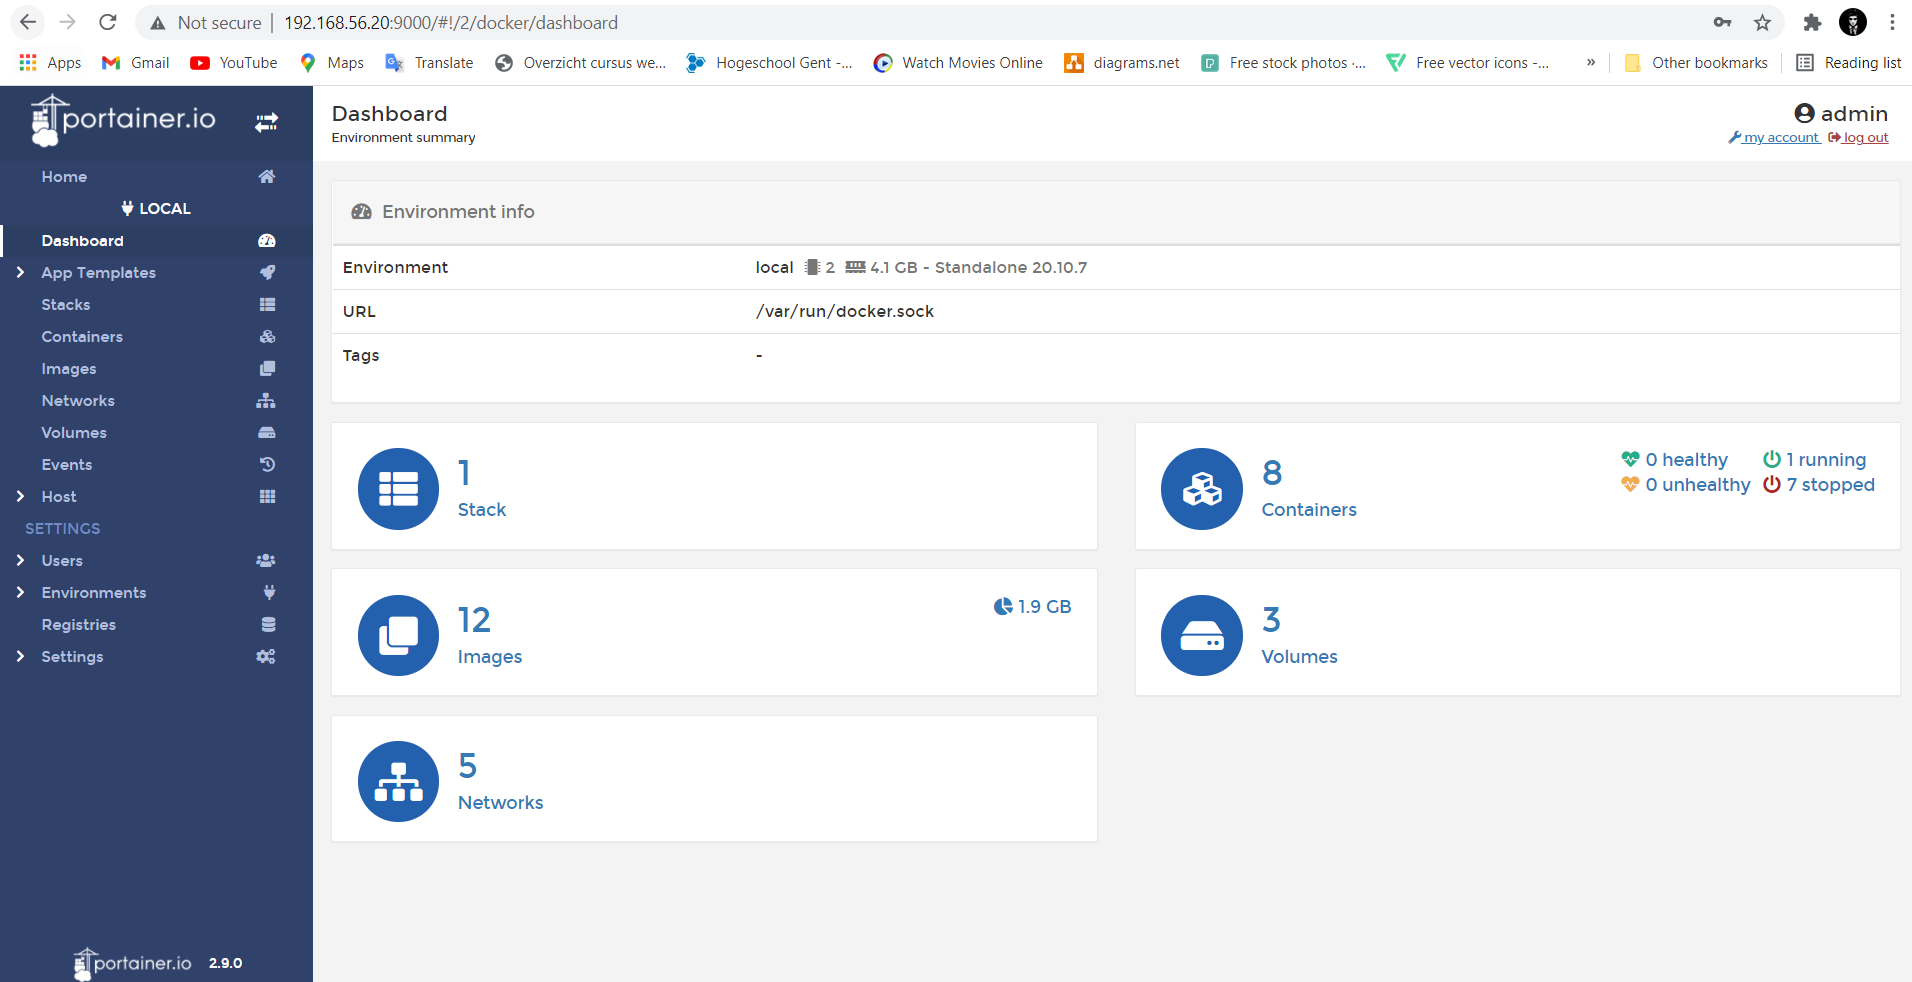 Not secure | 192.168.56.20:9000/#!/2/docker/dashboard
Apps Gmail YouTube Maps Translate Overzicht cursus we... Hogeschool Gent -... Watch Movies Online diagrams.net Free stock photos ·... Free vector icons -... » Other bookmarks Reading list
portainer.io
Home
LOCAL
Dashboard
App Templates
Stacks
Containers
Images
Networks
Volumes
Events
Host
SETTINGS
Users
Environments
Registries
Settings
portainer.io 2.9.0
Dashboard
Environment summary
admin
my account log out
Environment info
Environment local 2 4.1 GB - Standalone 20.10.7
URL /var/run/docker.sock
Tags -
1
Stack
8
Containers
0 healthy 1 running
0 unhealthy 7 stopped
12
Images
1.9 GB
3
Volumes
5
Networks